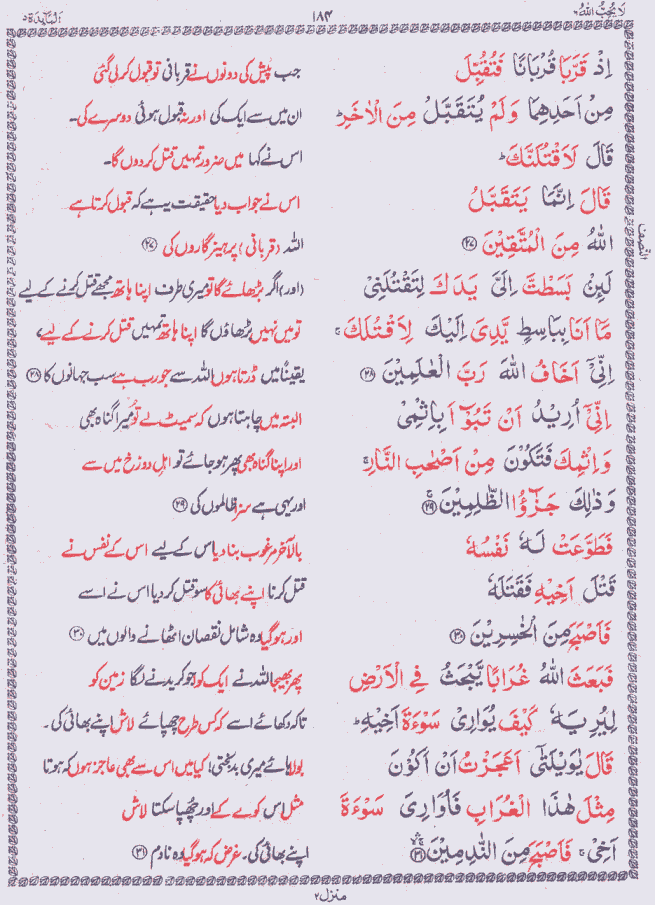 لَا يُحِبُّ اللهُ ٦
١٨٤
الْمَآئِدَة ٥
اِذْ قَرَّبَا قُرْبَانًا فَتُقُبِّلَ
مِنْ اَحَدِهِمَا وَلَمْ يُتَقَبَّلْ مِنَ الْاٰخَرِ ؕ
قَالَ لَاَقْتُلَنَّكَ ؕ
قَالَ اِنَّمَا يَتَقَبَّلُ
اللهُ مِنَ الْمُتَّقِيْنَ ﴿۲۷﴾
لَئِنْۢ بَسَطْتَّ اِلَیَّ يَدَكَ لِتَقْتُلَنِیْ
مَاۤ اَنَا بِبَاسِطٍ يَّدِیَ اِلَيْكَ لِاَقْتُلَكَ ۚ
اِنِّیْۤ اَخَافُ اللهَ رَبَّ الْعٰلَمِيْنَ ﴿۲۸﴾
اِنِّیْۤ اُرِيْدُ اَنْ تَبُوْٓاَ بِاِثْمِیْ
وَاِثْمِكَ فَتَكُوْنَ مِنْ اَصْحٰبِ النَّارِ ۚ
وَذٰلِكَ جَزٰٓؤُا الظّٰلِمِيْنَ ﴿۲۹﴾
فَطَوَّعَتْ لَهٗ نَفْسُهٗ
قَتْلَ اَخِيْهِ فَقَتَلَهٗ
فَاَصْبَحَ مِنَ الْخٰسِرِيْنَ ﴿۳۰﴾
فَبَعَثَ اللهُ غُرَابًا يَّبْحَثُ فِی الْاَرْضِ
لِيُرِيَهٗ كَيْفَ يُوَارِیْ سَوْءَةَ اَخِيْهِ ؕ
قَالَ يٰوَيْلَتٰۤی اَعَجَزْتُ اَنْ اَكُوْنَ
مِثْلَ هٰذَا الْغُرَابِ فَاُوَارِیَ سَوْءَةَ
اَخِیْ ۚ فَاَصْبَحَ مِنَ النّٰدِمِيْنَ ﴿۳۱﴾
جب پیش کی دونوں نے قربانی تو قبول کرلی گئی
ان میں سے ایک کی اور نہ قبول ہوئی دوسرے کی۔
اس نے کہا میں ضرور تمہیں قتل کردوں گا۔
اس نے جواب دیا حقیقت یہ ہے کہ قبول کرتا ہے
اللہ (قربانی) پرہیزگاروں کی ﴿۲۷﴾
(اور) اگر بڑھائے گا تو میری طرف اپنا ہاتھ مجھے قتل کرنے کے لیے
تو میں نہیں بڑھاؤں گا اپنا ہاتھ تمہیں قتل کرنے کے لیے،
یقیناً میں ڈرتا ہوں اللہ سے جو رب ہے سب جہانوں کا ﴿۲۸﴾
البتہ میں چاہتا ہوں کہ سمیٹ لے تو میرا گناہ بھی
اور اپنا گناہ بھی پھر ہوجائے تو اہلِ دوزخ میں سے
اور یہی ہے سزا ظالموں کی ﴿۲۹﴾
بالآخر مرغوب بنا دیا اس کے لیے اس کے نفس نے
قتل کرنا اپنے بھائی کا سو قتل کردیا اس نے اسے
اور ہوگیا وہ شامل نقصان اٹھانے والوں میں ﴿۳۰﴾
پھر بھیجا اللہ نے ایک کوا جو کریدنے لگا زمین کو
تاکہ دکھائے اسے کہ کس طرح چھپائے لاش اپنے بھائی کی۔
بولا ہائے میری بدبختی! کیا میں اس سے بھی عاجز ہوں کہ ہوتا
مثل اس کوے کے اور چھپا سکتا لاش
اپنے بھائی کی۔ غرض کہ ہوگیا وہ نادم ﴿۳۱﴾
النصف
منزل ۲